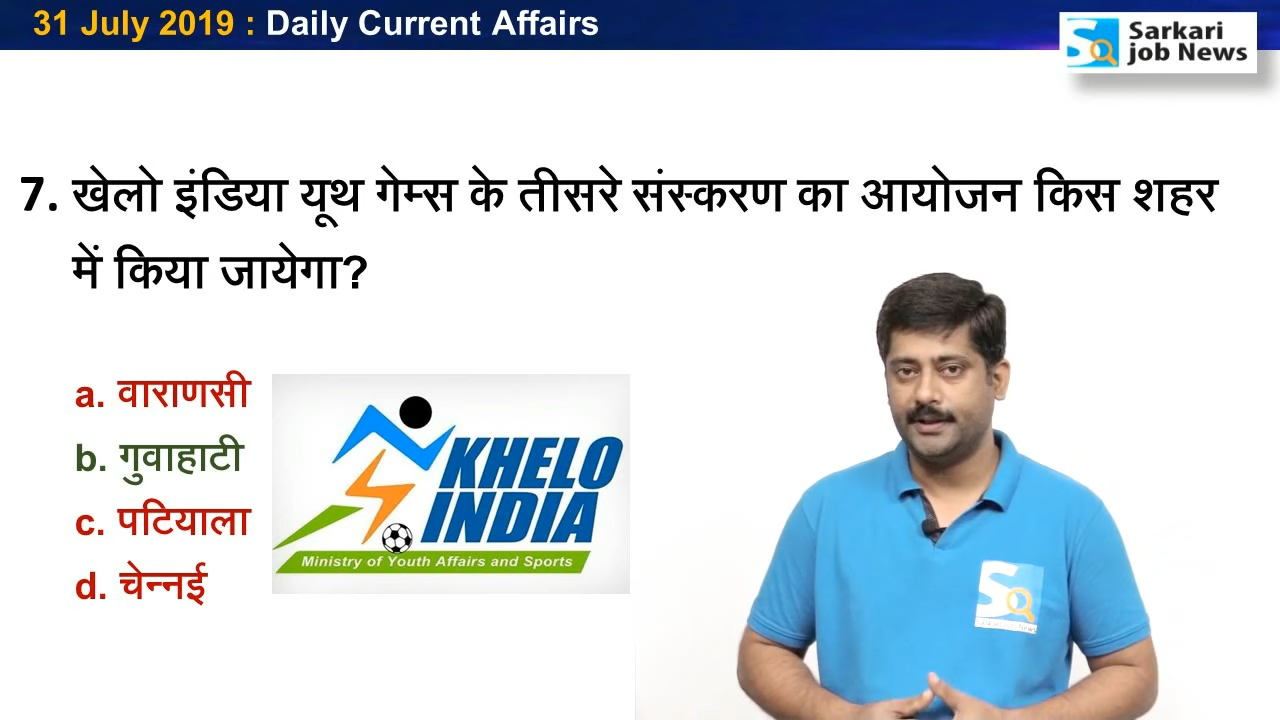 31 July 2019 : Daily Current Affairs
Sarkari
job News
7. खेलो इंडिया यूथ गेम्स के तीसरे संस्करण का आयोजन किस शहर
में किया जायेगा?
a. वाराणसी
b. गुवाहाटी
c. पटियाला
d. चेन्नई
KHELO
INDIA
Ministry of Youth Affairs and Sports